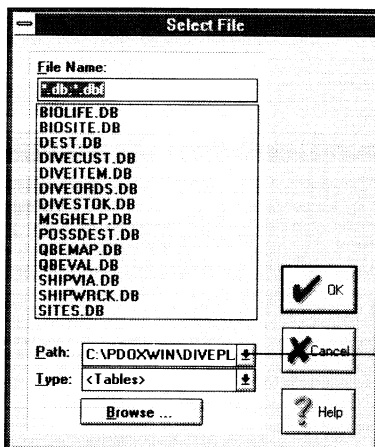 Select File
File Name:
*.db;*.dbf
BIOLIFE.DB
BIOSITE.DB
DEST.DB
DIVECUST.DB
DIVEITEM.DB
DIVEORDS.DB
DIVESTOK.DB
MSGHELP.DB
POSSDEST.DB
QBEMAP.DB
QBEVAL.DB
SHIPVIA.DB
SHIPWRCK.DB
SITES.DB
OK
Path: C:\PDOXWIN\DIVEPL
Cancel
Type: <Tables>
Browse ...
Help